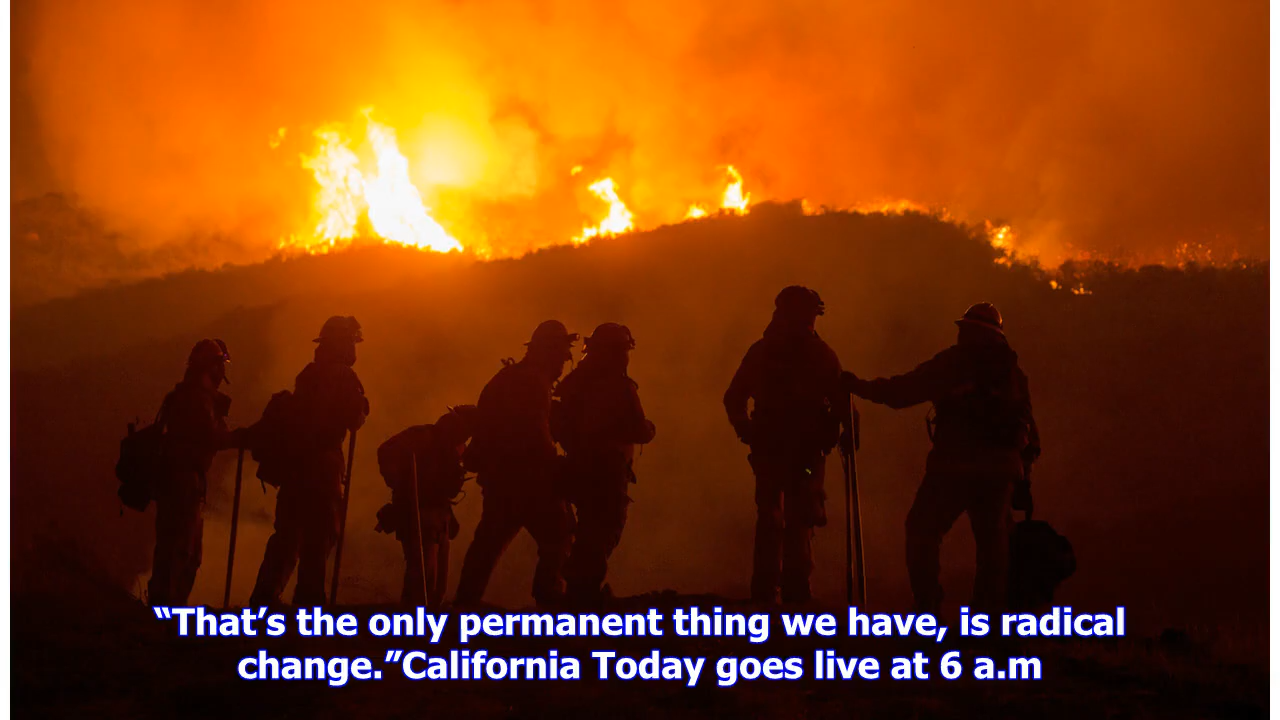 “That’s the only permanent thing we have, is radical
change.”California Today goes live at 6 a.m